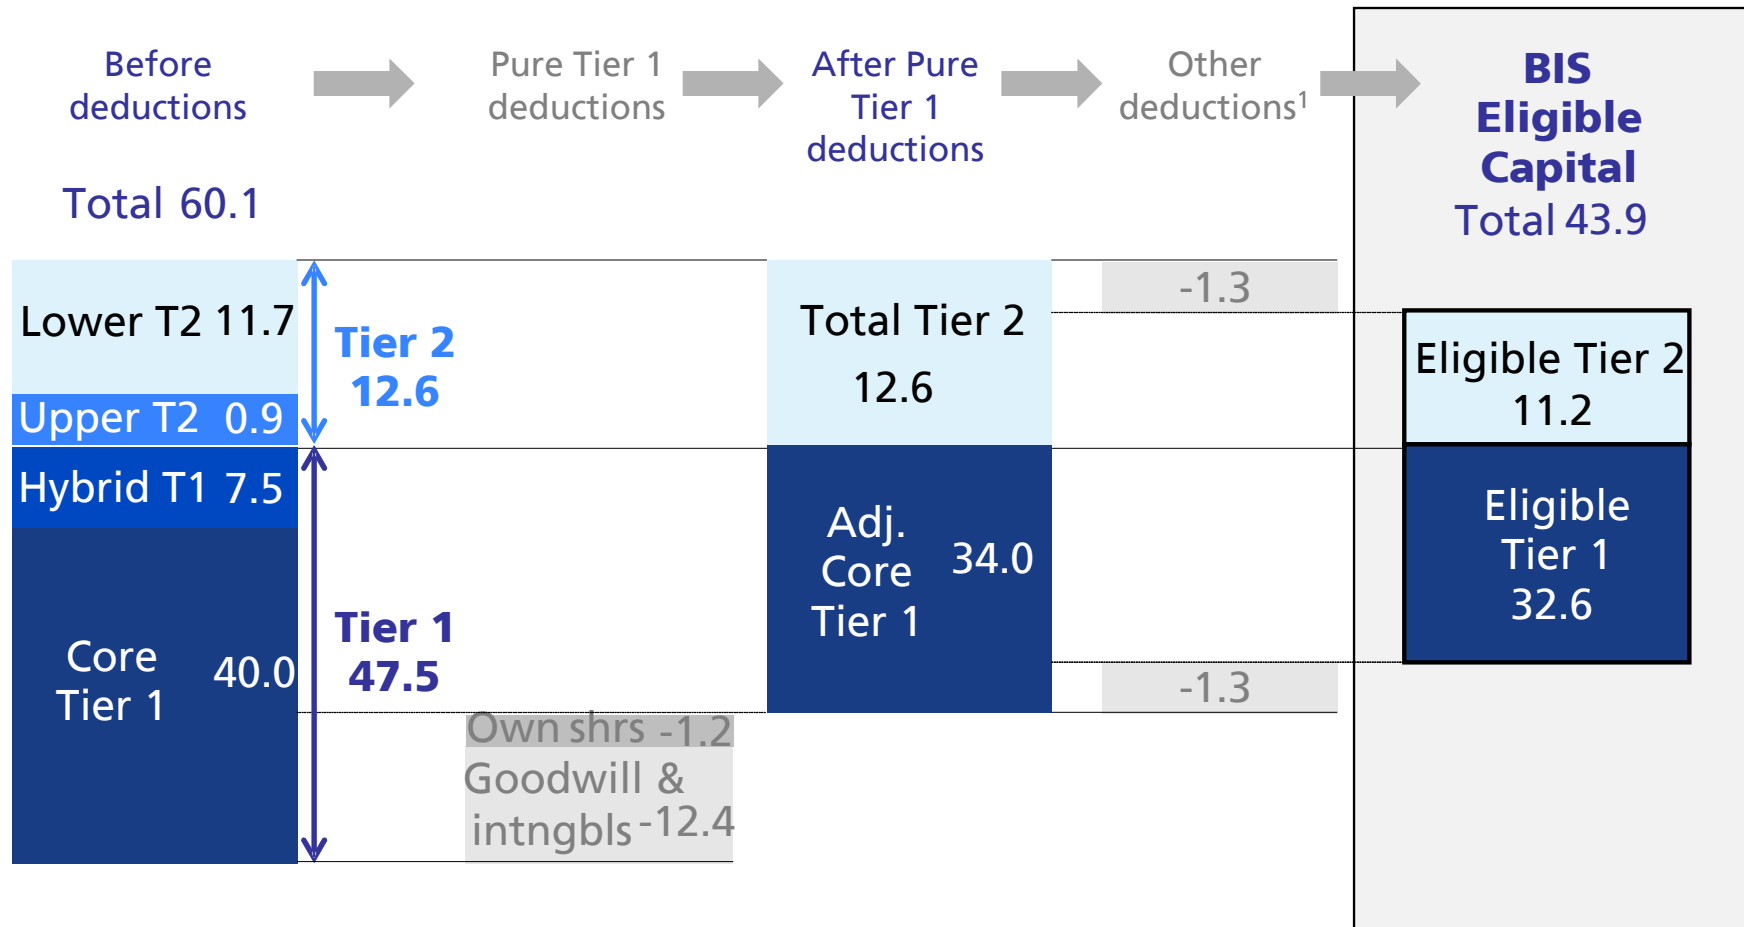 Before
deductions
Pure Tier 1
deductions
After Pure
Tier 1
deductions
Other
deductions1
BIS
Eligible
Capital
Total 43.9
Total 60.1
Lower T2 11.7
Upper T2 0.9
Hybrid T1 7.5
Core
Tier 1
40.0
Tier 2
12.6
Tier 1
47.5
Own shrs -1.2
Goodwill &
intngbls -12.4
Total Tier 2
12.6
Adj.
Core
Tier 1
34.0
-1.3
-1.3
Eligible Tier 2
11.2
Eligible
Tier 1
32.6